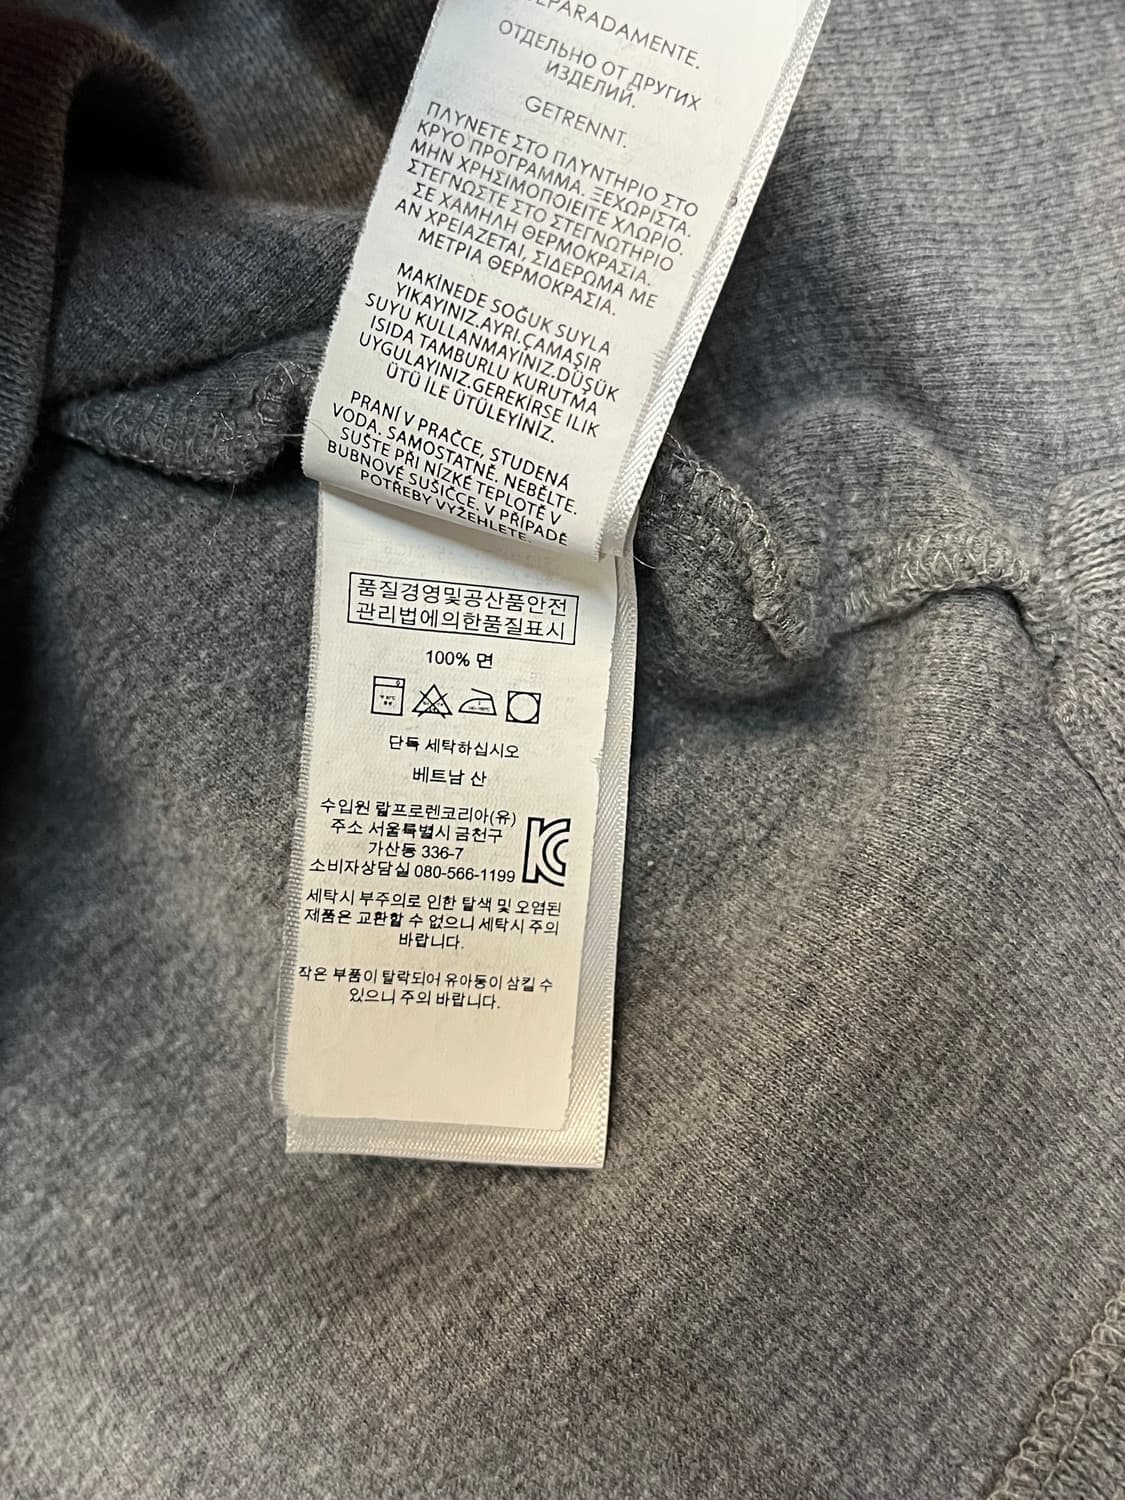 SEPARADAMENTE.
ОТДЕЛЬНО ОТ ДРУГИХ
ИЗДЕЛИЙ.
GETRENNT.
ΠΛΥΝΕΤΕ ΣΤΟ ΠΛΥΝΤΗΡΙΟ ΣΤΟ
ΚΡΥΟ ΠΡΟΓΡΑΜΜΑ. ΞΕΧΩΡΙΣΤΑ.
ΜΗΝ ΧΡΗΣΙΜΟΠΟΙΕΙΤΕ ΧΛΩΡΙΟ.
ΣΤΕΓΝΩΣΤΕ ΣΤΟ ΣΤΕΓΝΩΤΗΡΙΟ
ΣΕ ΧΑΜΗΛΗ ΘΕΡΜΟΚΡΑΣΙΑ.
ΑΝ ΧΡΕΙΑΖΕΤΑΙ, ΣΙΔΕΡΩΜΑ ΜΕ
ΜΕΤΡΙΑ ΘΕΡΜΟΚΡΑΣΙΑ.
MAKİNEDE SOĞUK SUYLA
YIKAYINIZ.AYRI.ÇAMAŞIR
SUYU KULLANMAYINIZ.DÜŞÜK
ISIDA TAMBURLU KURUTMA
UYGULAYINIZ.GEREKIRSE ILIK
ÜTÜ İLE ÜTÜLEYİNİZ.
PRANÍ V PRAČCE, STUDENÁ
VODA. SAMOSTATNĚ. NEBĚLTE.
SUŠTE PŘI NÍZKÉ TEPLOTĚ V
BUBNOVÉ SUŠIČCE. V PŘÍPADĚ
POTŘEBY VYŽEHLETE.
품질경영및공산품안전
관리법에의한품질표시
100% 면
단독 세탁하십시오
베트남 산
수입원 랄프로렌코리아(유)
주소 서울특별시 금천구
가산동 336-7
소비자상담실 080-566-1199
세탁시 부주의로 인한 탈색 및 오염된
제품은 교환할 수 없으니 세탁시 주의
바랍니다.
작은 부품이 탈락되어 유아동이 삼킬 수
있으니 주의 바랍니다.